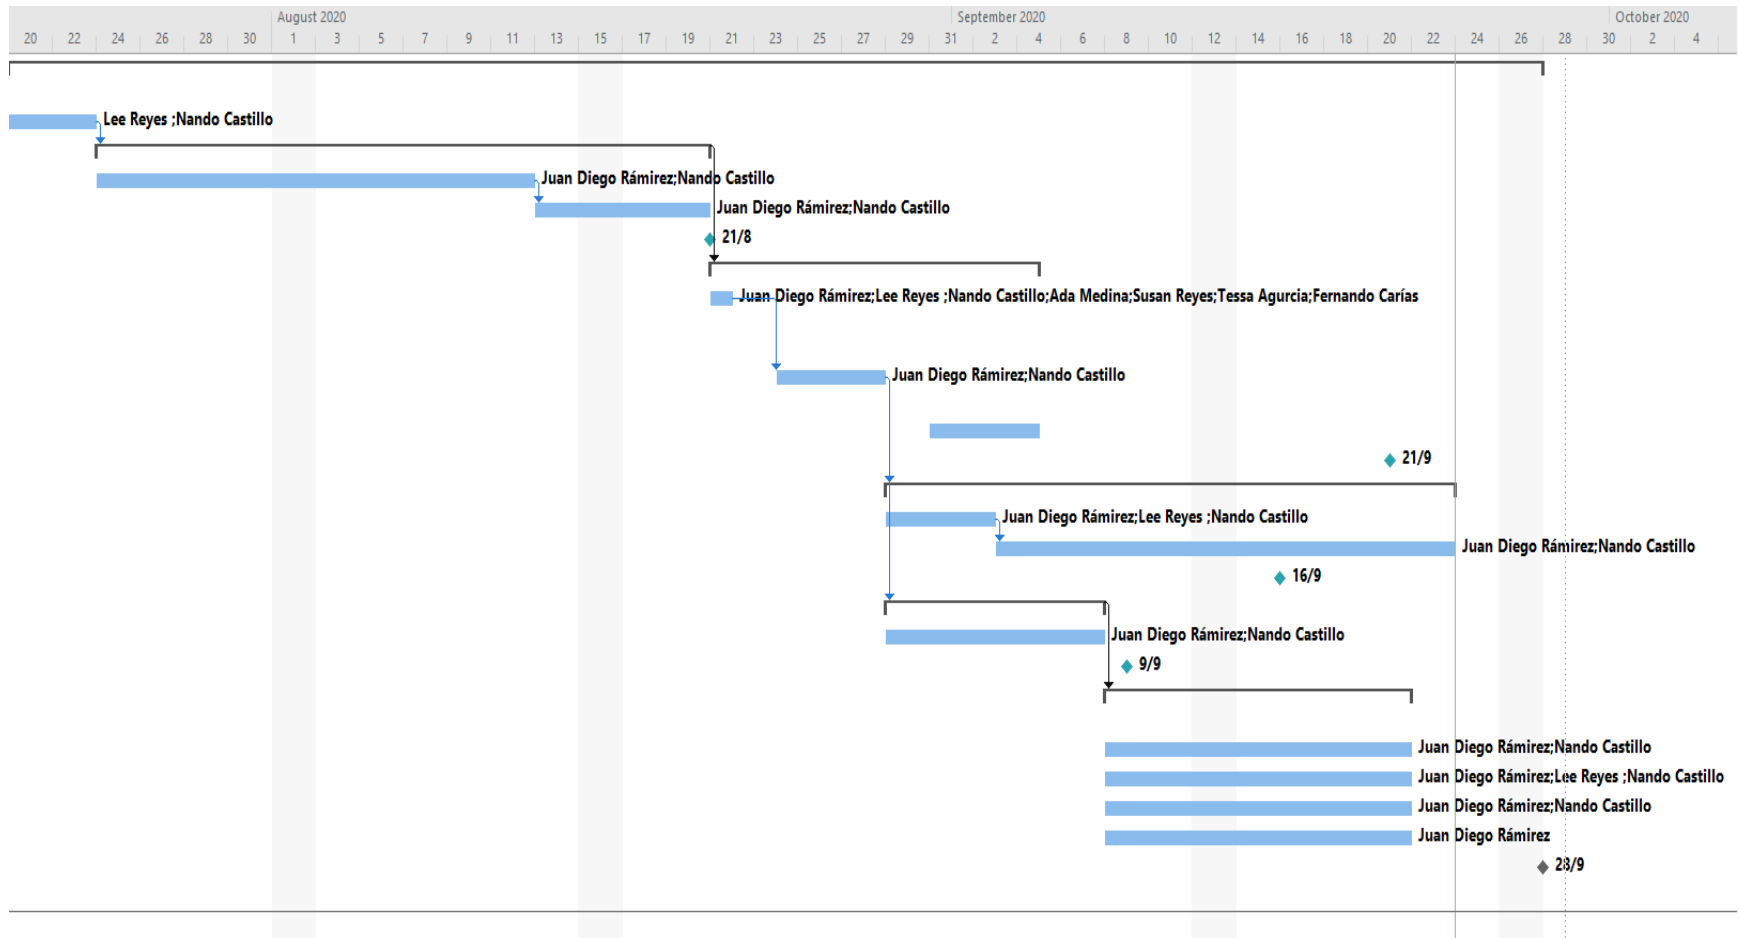 August 2020 September 2020 October 2020
20 22 24 26 28 30 1 3 5 7 9 11 13 15 17 19 21 23 25 27 29 31 2 4 6 8 10 12 14 16 18 20 22 24 26 28 30 2 4
Lee Reyes ;Nando Castillo
Juan Diego Rámirez;Nando Castillo
Juan Diego Rámirez;Nando Castillo
21/8
Juan Diego Rámirez;Lee Reyes ;Nando Castillo;Ada Medina;Susan Reyes;Tessa Agurcia;Fernando Carías
Juan Diego Rámirez;Nando Castillo
21/9
Juan Diego Rámirez;Lee Reyes ;Nando Castillo
Juan Diego Rámirez;Nando Castillo
16/9
Juan Diego Rámirez;Nando Castillo
9/9
Juan Diego Rámirez;Nando Castillo
Juan Diego Rámirez;Lee Reyes ;Nando Castillo
Juan Diego Rámirez;Nando Castillo
Juan Diego Rámirez
28/9